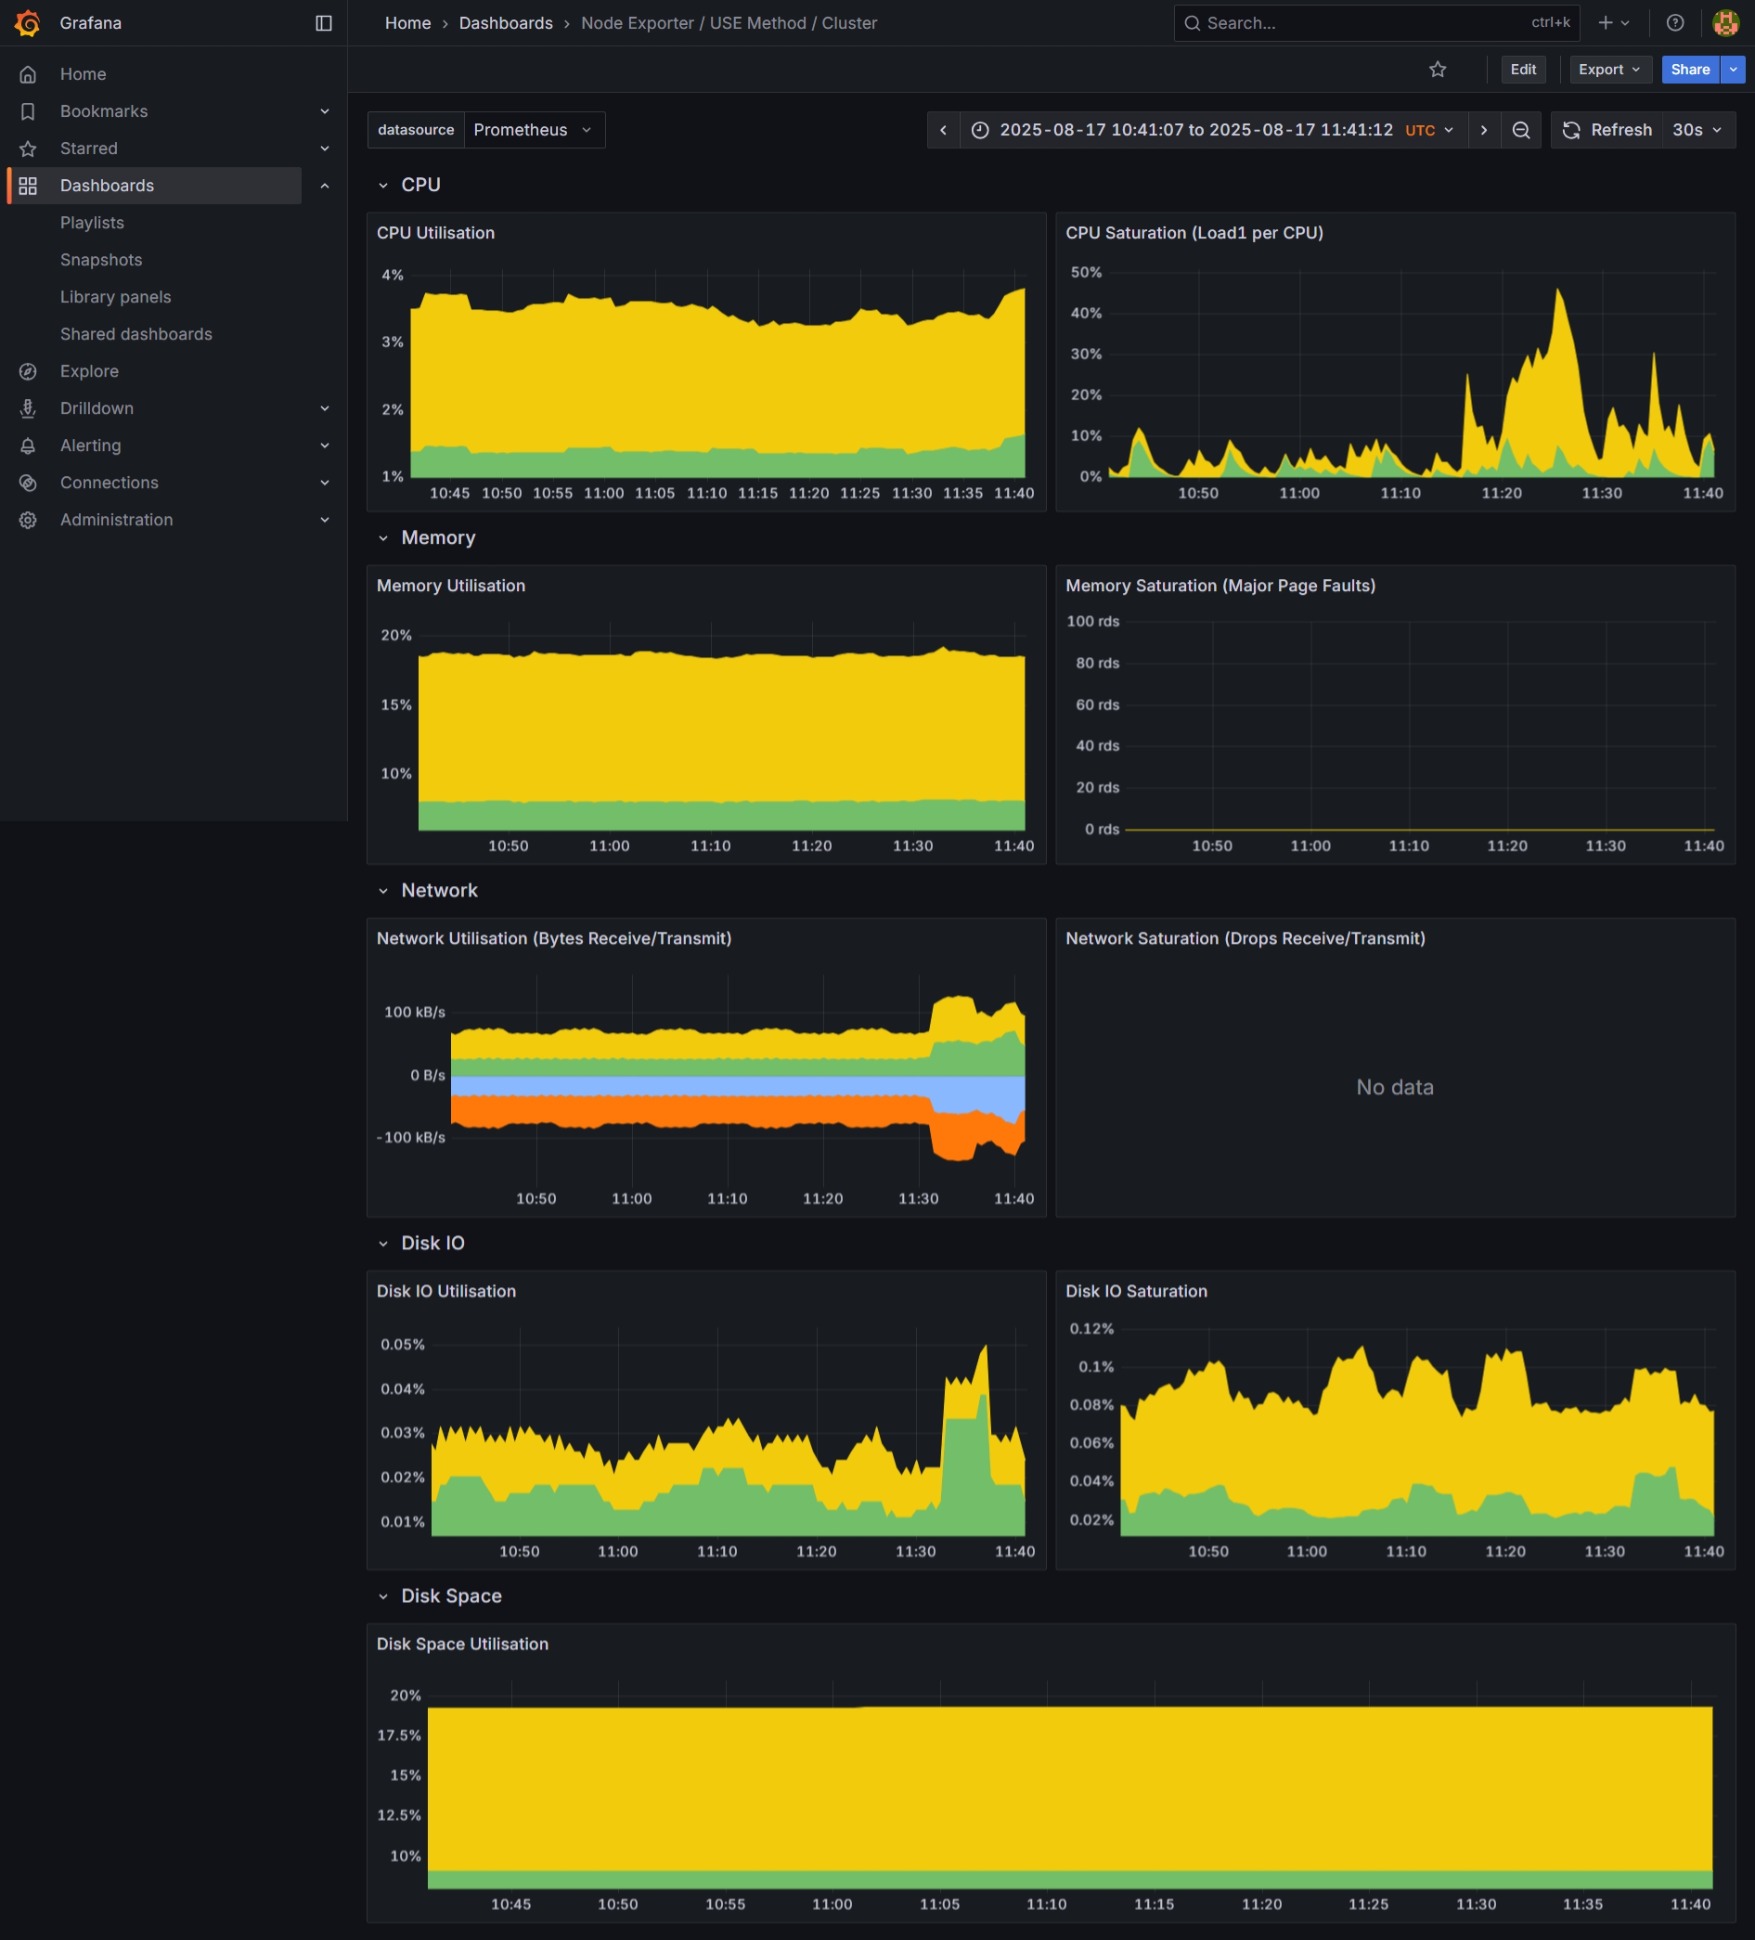 Grafana
Home › Dashboards › Node Exporter / USE Method / Cluster
Search...
ctrl+k
Home
Bookmarks
Starred
Dashboards
Playlists
Snapshots
Library panels
Shared dashboards
Explore
Drilldown
Alerting
Connections
Administration
Edit
Export
Share
datasource
Prometheus
2025-08-17 10:41:07 to 2025-08-17 11:41:12 UTC
Refresh
30s
CPU
CPU Utilisation
4%
3%
2%
1%
10:45 10:50 10:55 11:00 11:05 11:10 11:15 11:20 11:25 11:30 11:35 11:40
CPU Saturation (Load1 per CPU)
50%
40%
30%
20%
10%
0%
10:50 11:00 11:10 11:20 11:30 11:40
Memory
Memory Utilisation
20%
15%
10%
10:50 11:00 11:10 11:20 11:30 11:40
Memory Saturation (Major Page Faults)
100 rds
80 rds
60 rds
40 rds
20 rds
0 rds
10:50 11:00 11:10 11:20 11:30 11:40
Network
Network Utilisation (Bytes Receive/Transmit)
100 kB/s
0 B/s
-100 kB/s
10:50 11:00 11:10 11:20 11:30 11:40
Network Saturation (Drops Receive/Transmit)
No data
Disk IO
Disk IO Utilisation
0.05%
0.04%
0.03%
0.02%
0.01%
10:50 11:00 11:10 11:20 11:30 11:40
Disk IO Saturation
0.12%
0.1%
0.08%
0.06%
0.04%
0.02%
10:50 11:00 11:10 11:20 11:30 11:40
Disk Space
Disk Space Utilisation
20%
17.5%
15%
12.5%
10%
10:45 10:50 10:55 11:00 11:05 11:10 11:15 11:20 11:25 11:30 11:35 11:40